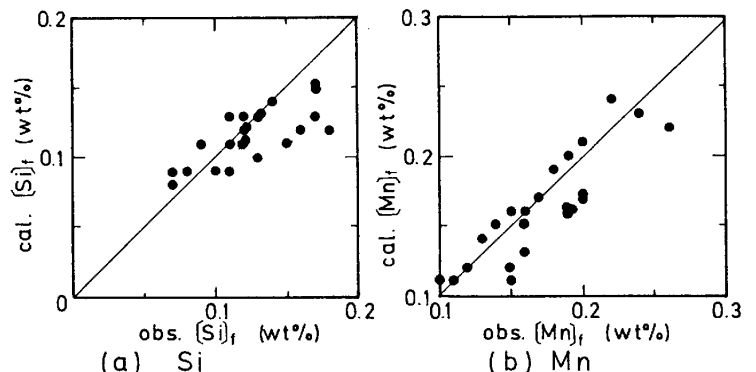 0.2
0.1
0
0.1
0.2
cal. [Si]f (wt%)
obs. [Si]f (wt%)
(a) Si
0.3
0.2
0.1
0.1
0.2
0.3
cal. [Mn]f (wt%)
obs. [Mn]f (wt%)
(b) Mn